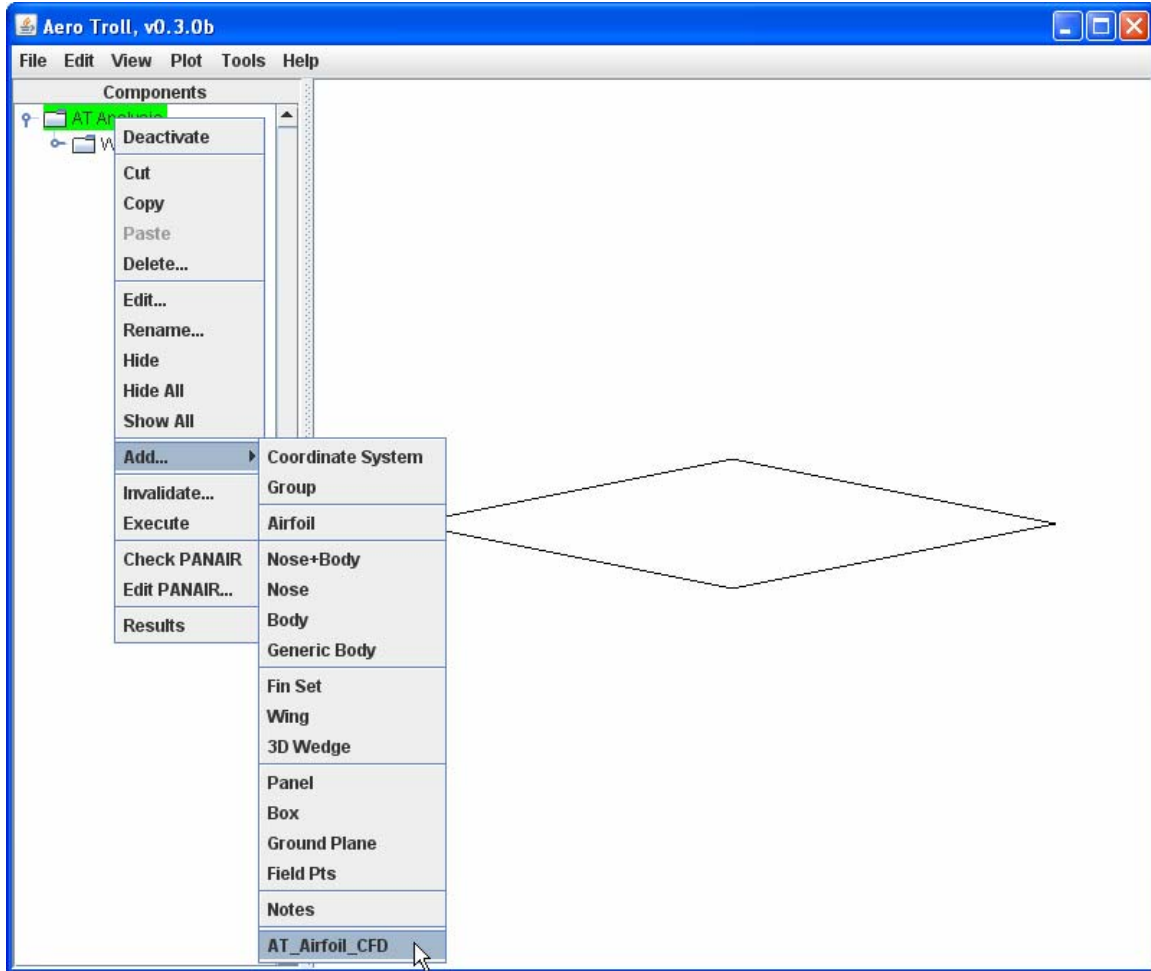 Aero Troll, v0.3.0b
File Edit View Plot Tools Help
Components
AT Analysis
Deactivate
Cut
Copy
Paste
Delete...
Edit...
Rename...
Hide
Hide All
Show All
Add...
Invalidate...
Execute
Check PANAIR
Edit PANAIR...
Results
Coordinate System
Group
Airfoil
Nose+Body
Nose
Body
Generic Body
Fin Set
Wing
3D Wedge
Panel
Box
Ground Plane
Field Pts
Notes
AT_Airfoil_CFD